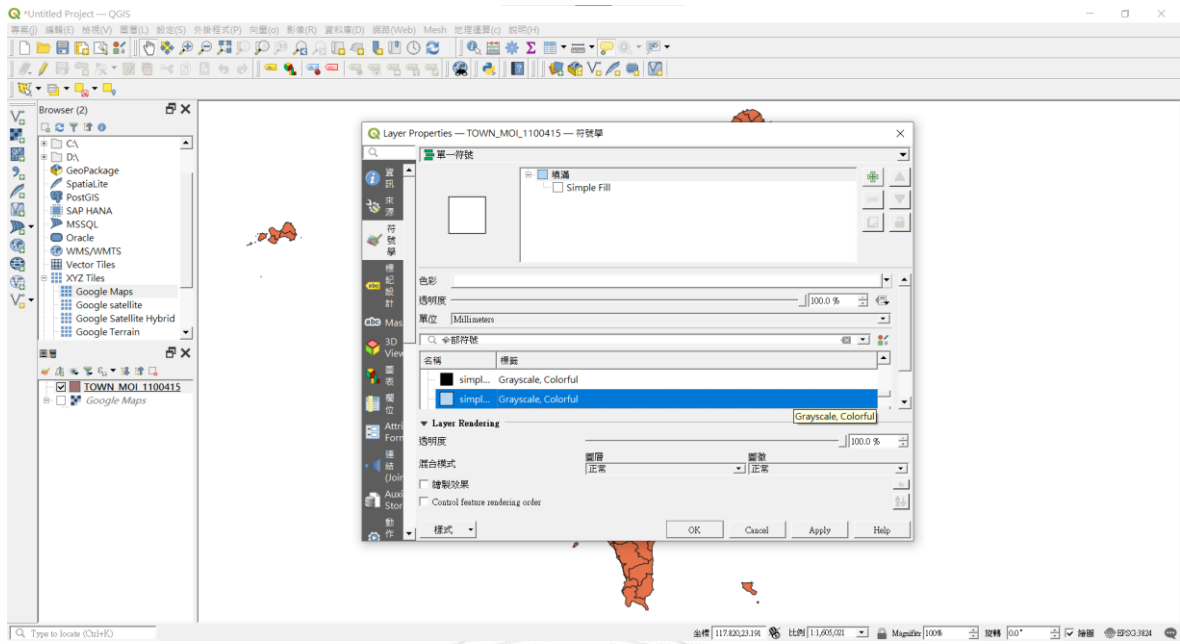 *Untitled Project — QGIS
專案(j) 編輯(E) 檢視(V) 圖層(L) 設定(S) 外掛程式(P) 向量(o) 影像(R) 資料庫(D) 網路(Web) Mesh 地理運算(c) 說明(H)
Browser (2)
C:\
D:\
GeoPackage
SpatiaLite
PostGIS
SAP HANA
MSSQL
Oracle
WMS/WMTS
Vector Tiles
XYZ Tiles
Google Maps
Google satellite
Google Satellite Hybrid
Google Terrain
圖層
TOWN_MOI_1100415
Google Maps
Layer Properties — TOWN_MOI_1100415 — 符號學
資訊
來源
符號學
標記設計
Mas
3D View
圖表
欄位
Attri Form
連結 (Join
Auxi Stor
動作
單一符號
填滿
Simple Fill
色彩
透明度 100.0 %
單位 Millimeters
全部符號
名稱 標籤
simpl... Grayscale, Colorful
simpl... Grayscale, Colorful
Grayscale, Colorful
Layer Rendering
透明度 100.0 %
圖層 圖徵
混合模式 正常 正常
繪製效果
Control feature rendering order
樣式 OK Cancel Apply Help
Type to locate (Ctrl+K) 坐標 117.820,23.191 比例 1:1,605,021 Magnifier 100% 旋轉 0.0° 繪圖 EPSG:3824